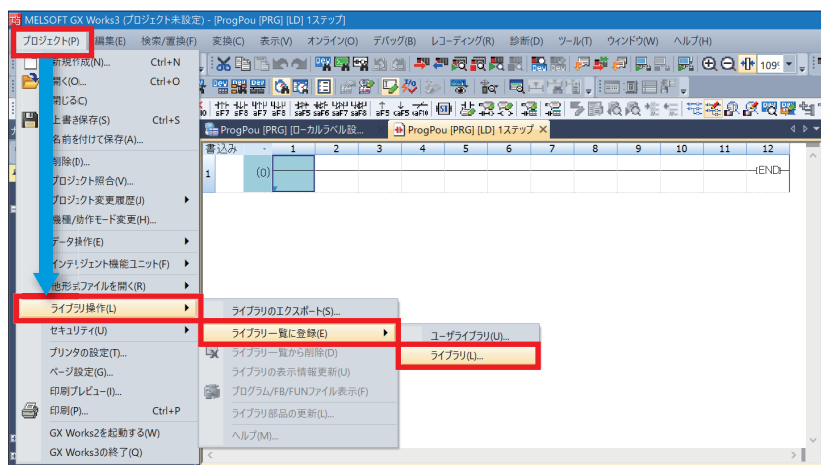 MELSOFT GX Works3 (プロジェクト未設定) - [ProgPou [PRG] [LD] 1ステップ]
プロジェクト(P) 編集(E) 検索/置換(F) 変換(C) 表示(V) オンライン(O) デバッグ(B) レコーディング(R) 診断(D) ツール(T) ウィンドウ(W) ヘルプ(H)
新規作成(N)... Ctrl+N
開く(O)... Ctrl+O
閉じる(C)
上書き保存(S) Ctrl+S
名前を付けて保存(A)...
削除(D)...
プロジェクト照合(V)...
プロジェクト変更履歴(J)
機種/動作モード変更(H)...
データ操作(E)
インテリジェント機能ユニット(F)
他形式ファイルを開く(R)
ライブラリ操作(L)
セキュリティ(U)
プリンタの設定(T)...
ページ設定(G)...
印刷プレビュー(I)...
印刷(P)... Ctrl+P
GX Works2を起動する(W)
GX Works3の終了(Q)
109
sF7 sF8 aF7 aF8 saF5 saF6 saF7 saF8 aF5 caF5 caF10
ProgPou [PRG] [ローカルラベル設... ProgPou [PRG] [LD] 1ステップ
書込み 1 2 3 4 5 6 7 8 9 10 11 12
1 (0) END
ライブラリのエクスポート(S)...
ライブラリ一覧に登録(E)
ライブラリ一覧から削除(D)
ライブラリの表示情報更新(U)
プログラム/FB/FUNファイル表示(F)
ライブラリ部品の更新(L)...
ヘルプ(M)...
ユーザライブラリ(U)...
ライブラリ(L)...